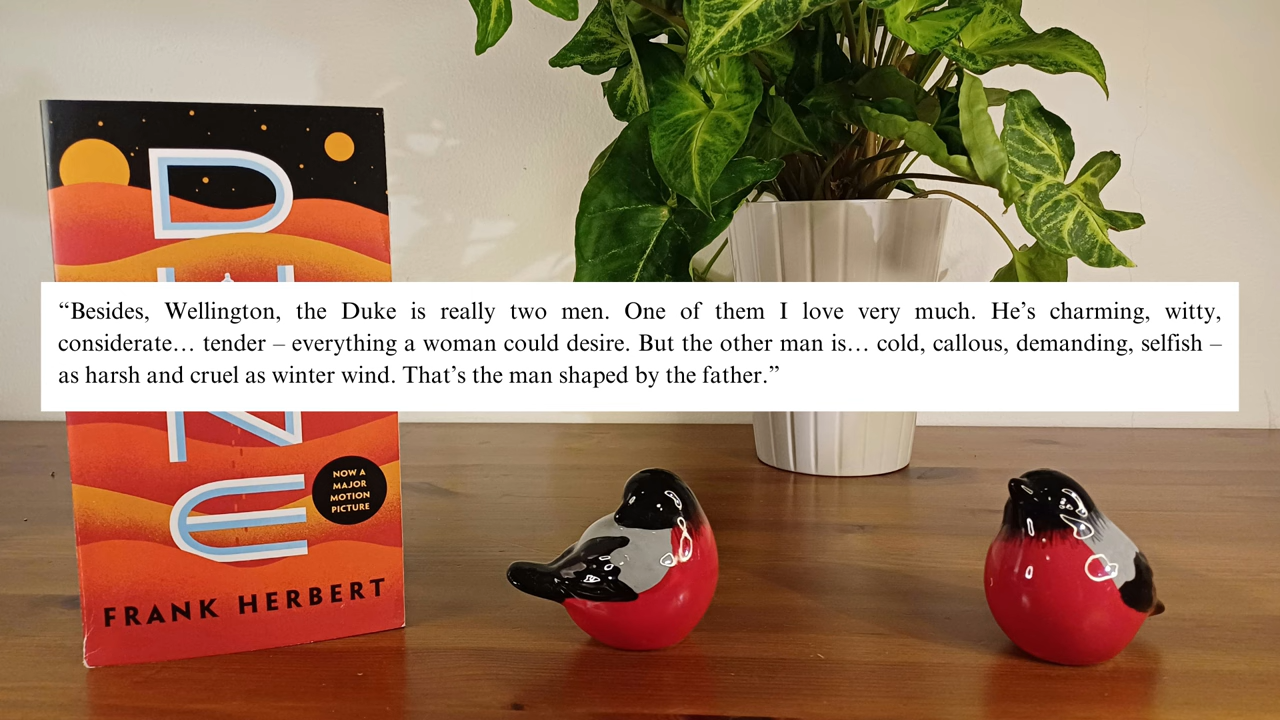 DUNE
“Besides, Wellington, the Duke is really two men. One of them I love very much. He’s charming, witty,
considerate… tender – everything a woman could desire. But the other man is… cold, callous, demanding, selfish –
as harsh and cruel as winter wind. That’s the man shaped by the father.”
NOW A
MAJOR
MOTION
PICTURE
FRANK HERBERT